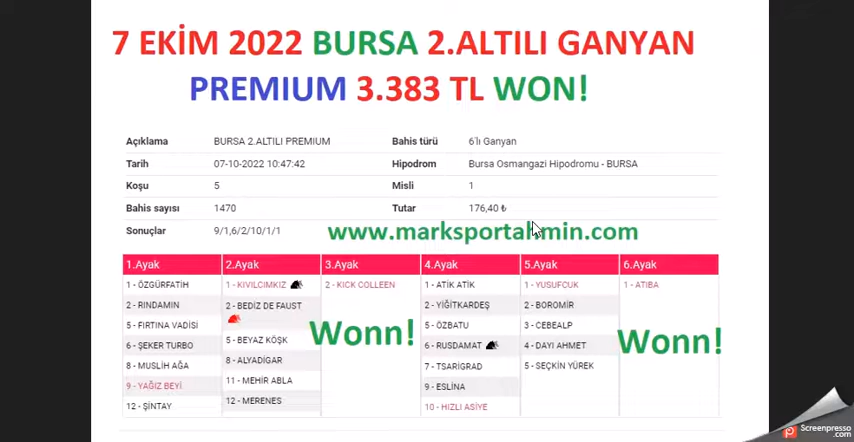 7 EKİM 2022 BURSA 2.ALTILI GANYAN
PREMIUM 3.383 TL WON!
Açıklama BURSA 2.ALTILI PREMIUM Bahis türü 6'lı Ganyan
Tarih 07-10-2022 10:47:42 Hipodrom Bursa Osmangazi Hipodromu - BURSA
Koşu 5 Misli 1
Bahis sayısı 1470 Tutar 176,40 ₺
Sonuçlar 9/1,6/2/10/1/1
www.marksportahmin.com
1.Ayak 2.Ayak 3.Ayak 4.Ayak 5.Ayak 6.Ayak
1 - ÖZGÜRFATİH 1 - KIVILCIMKIZ 2 - KICK COLLEEN 1 - ATİK ATİK 1 - YUSUFCUK 1 - ATIBA
2 - RINDAMIN 2 - BEDİZ DE FAUST 2 - YİĞİTKARDEŞ 2 - BOROMİR
5 - FIRTINA VADİSİ 5 - BEYAZ KÖŞK 5 - ÖZBATU 3 - CEBEALP
Wonn! Wonn!
6 - ŞEKER TURBO 8 - ALYADİGAR 6 - RUSDAMAT 4 - DAYI AHMET
8 - MUSLİH AĞA 11 - MEHİR ABLA 7 - TSARİGRAD 5 - SEÇKİN YÜREK
9 - YAĞIZ BEYİ 12 - MERENES 9 - ESLİNA
12 - ŞİNTAY 10 - HIZLI ASİYE
Screenpresso
.com